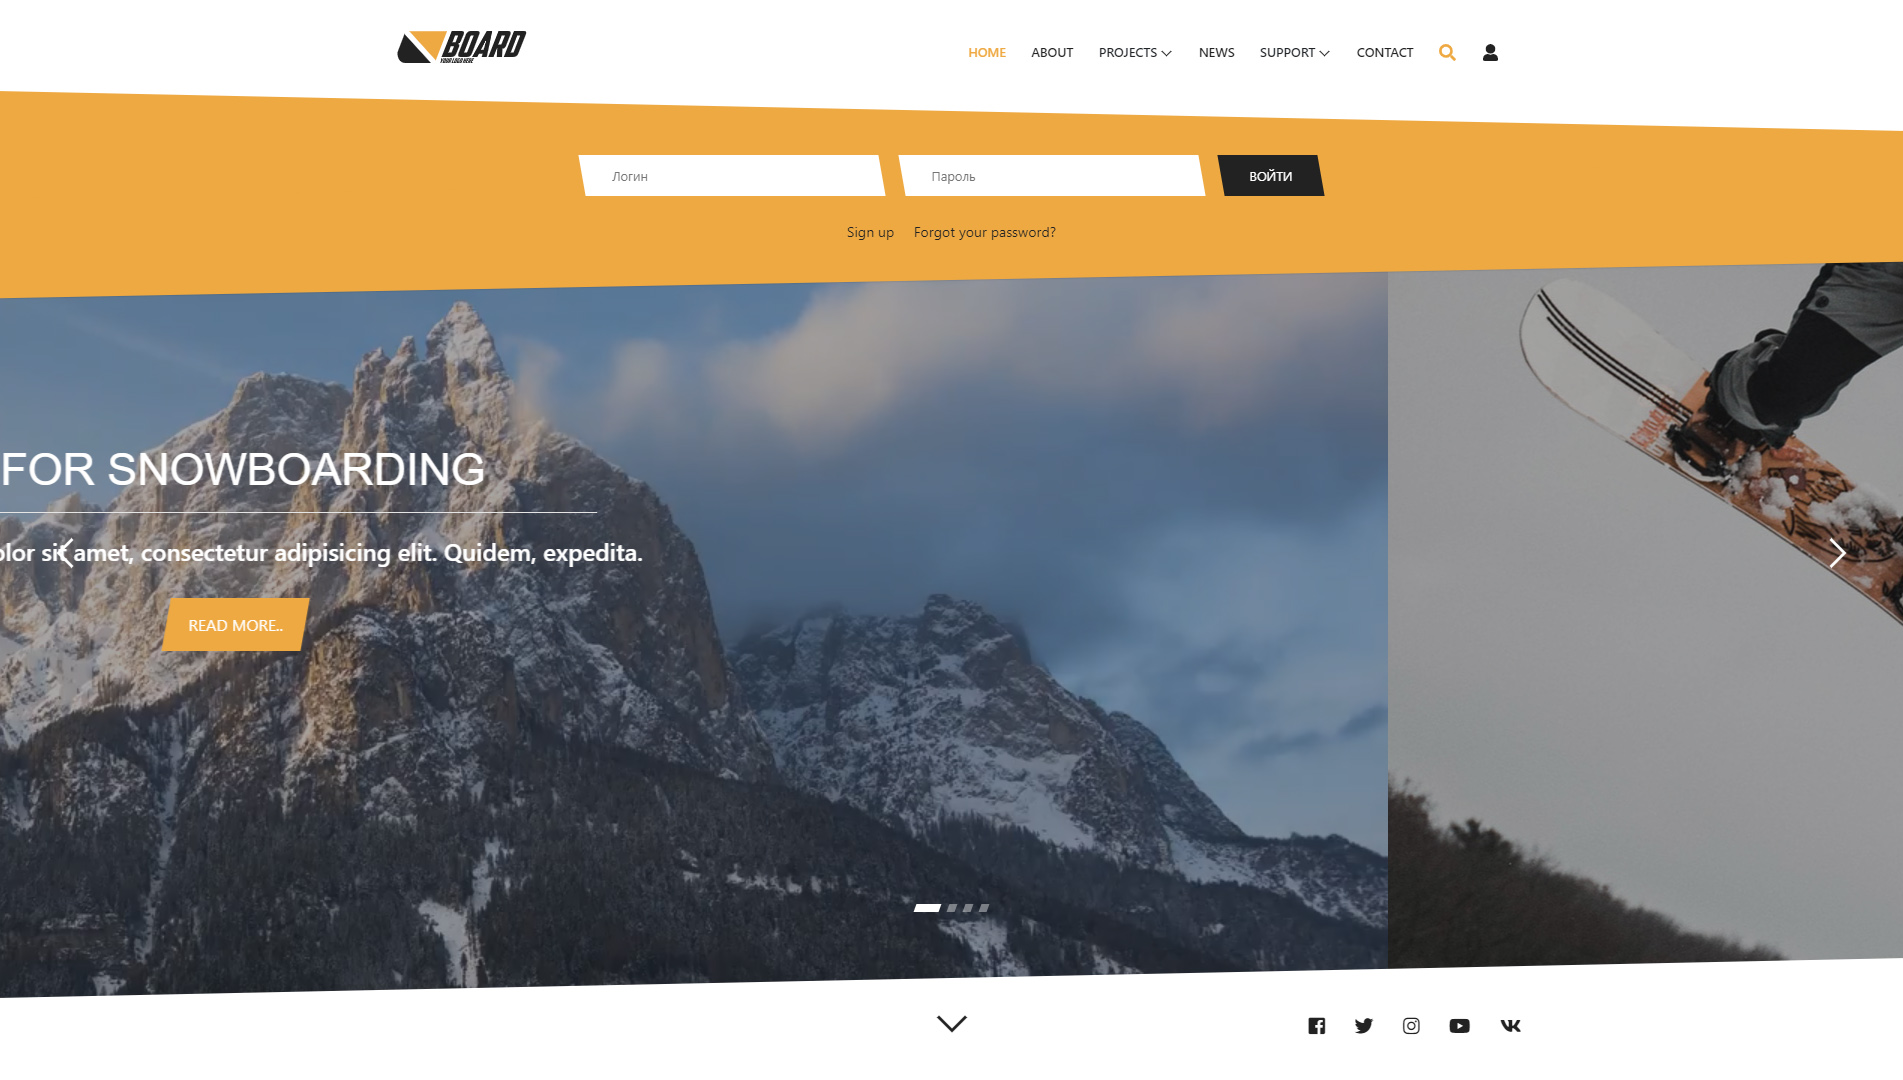 BOARD
YOUR LOGO HERE
HOME ABOUT PROJECTS NEWS SUPPORT CONTACT
Логин Пароль ВОЙТИ
Sign up Forgot your password?
FOR SNOWBOARDING
sit amet, consectetur adipisicing elit. Quidem, expedita.
READ MORE..